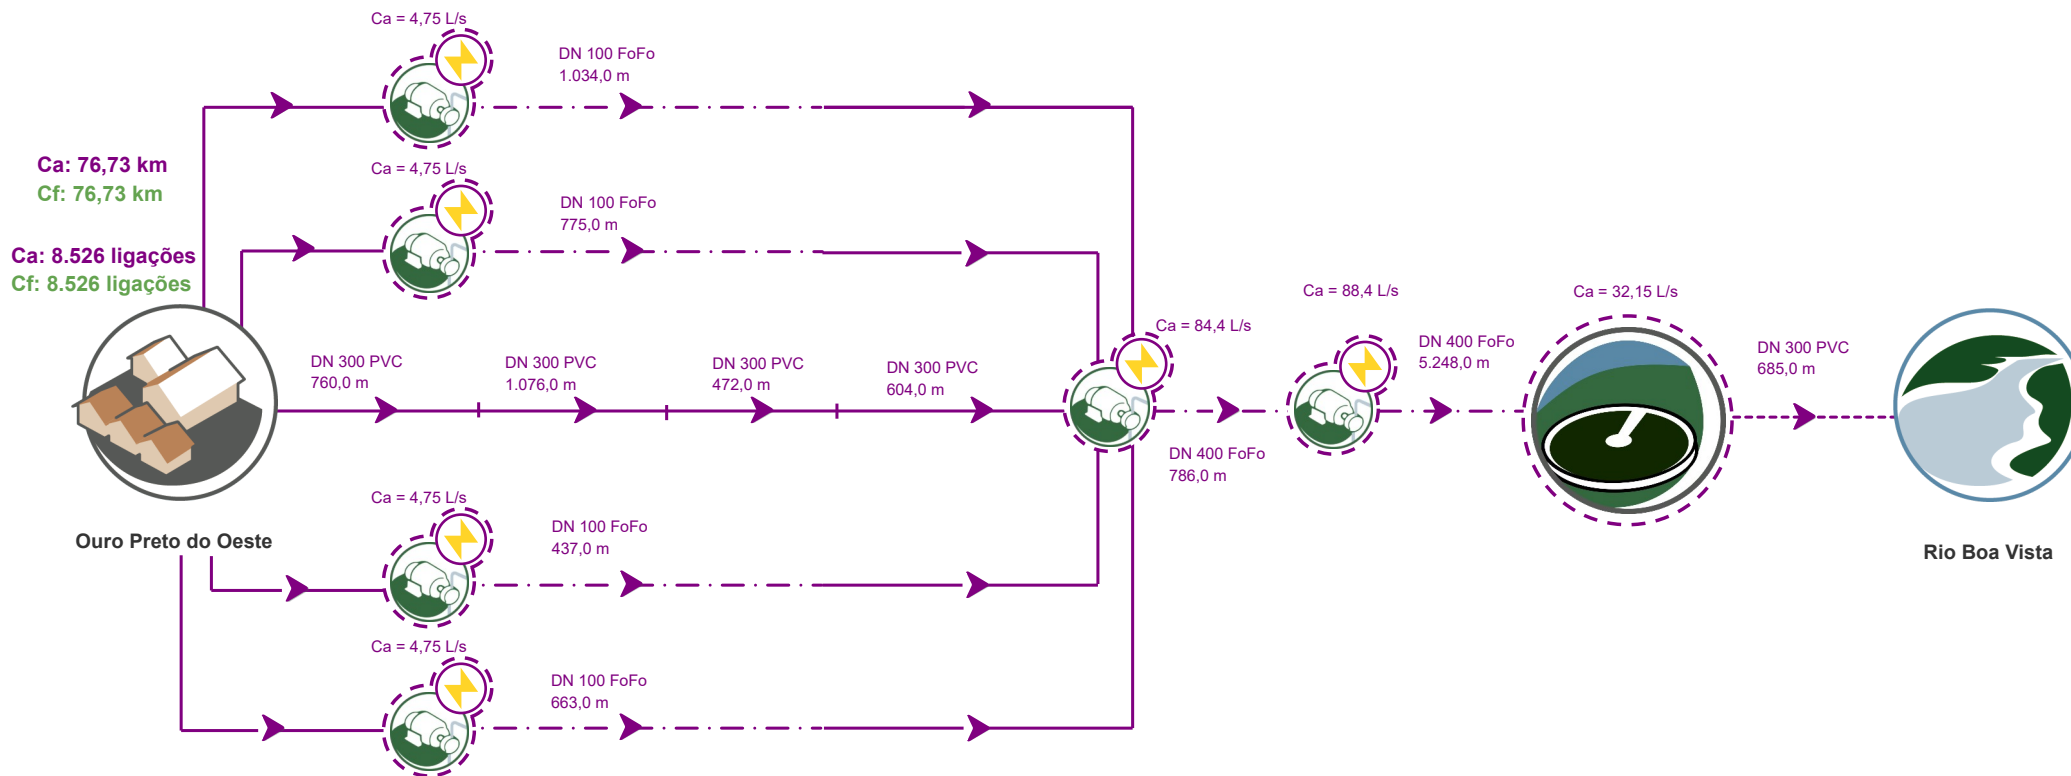 Ca = 4,75 L/s
DN 100 FoFo
1.034,0 m
Ca: 76,73 km
Cf: 76,73 km
Ca = 4,75 L/s
DN 100 FoFo
775,0 m
Ca: 8.526 ligações
Cf: 8.526 ligações
DN 300 PVC
760,0 m
DN 300 PVC
1.076,0 m
DN 300 PVC
472,0 m
DN 300 PVC
604,0 m
Ca = 84,4 L/s
DN 400 FoFo
786,0 m
Ca = 88,4 L/s
DN 400 FoFo
5.248,0 m
Ca = 32,15 L/s
DN 300 PVC
685,0 m
Ouro Preto do Oeste
Rio Boa Vista
Ca = 4,75 L/s
DN 100 FoFo
437,0 m
Ca = 4,75 L/s
DN 100 FoFo
663,0 m